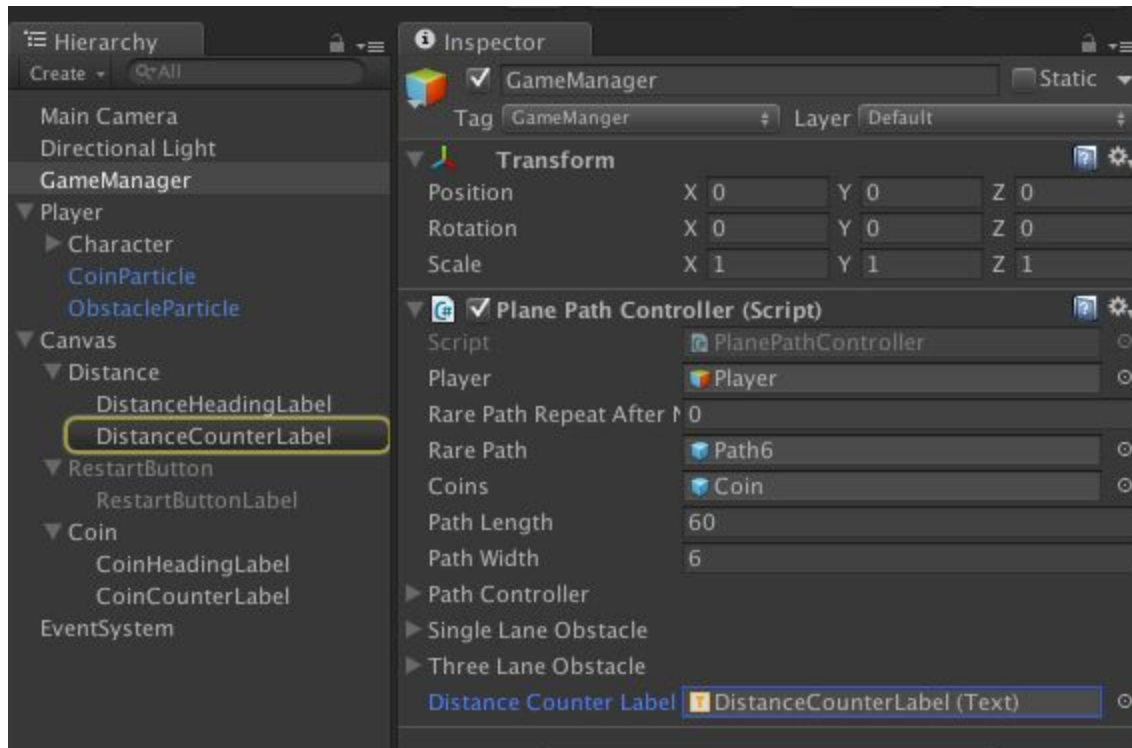 Hierarchy
Create
All
Main Camera
Directional Light
GameManager
Player
Character
CoinParticle
ObstacleParticle
Canvas
Distance
DistanceHeadingLabel
DistanceCounterLabel
RestartButton
RestartButtonLabel
Coin
CoinHeadingLabel
CoinCounterLabel
EventSystem
Inspector
GameManager Static
Tag GameManger Layer Default
Transform
Position X 0 Y 0 Z 0
Rotation X 0 Y 0 Z 0
Scale X 1 Y 1 Z 1
C# Plane Path Controller (Script)
Script PlanePathController
Player Player
Rare Path Repeat After 0
Rare Path Path6
Coins Coin
Path Length 60
Path Width 6
Path Controller
Single Lane Obstacle
Three Lane Obstacle
Distance Counter Label T DistanceCounterLabel (Text)